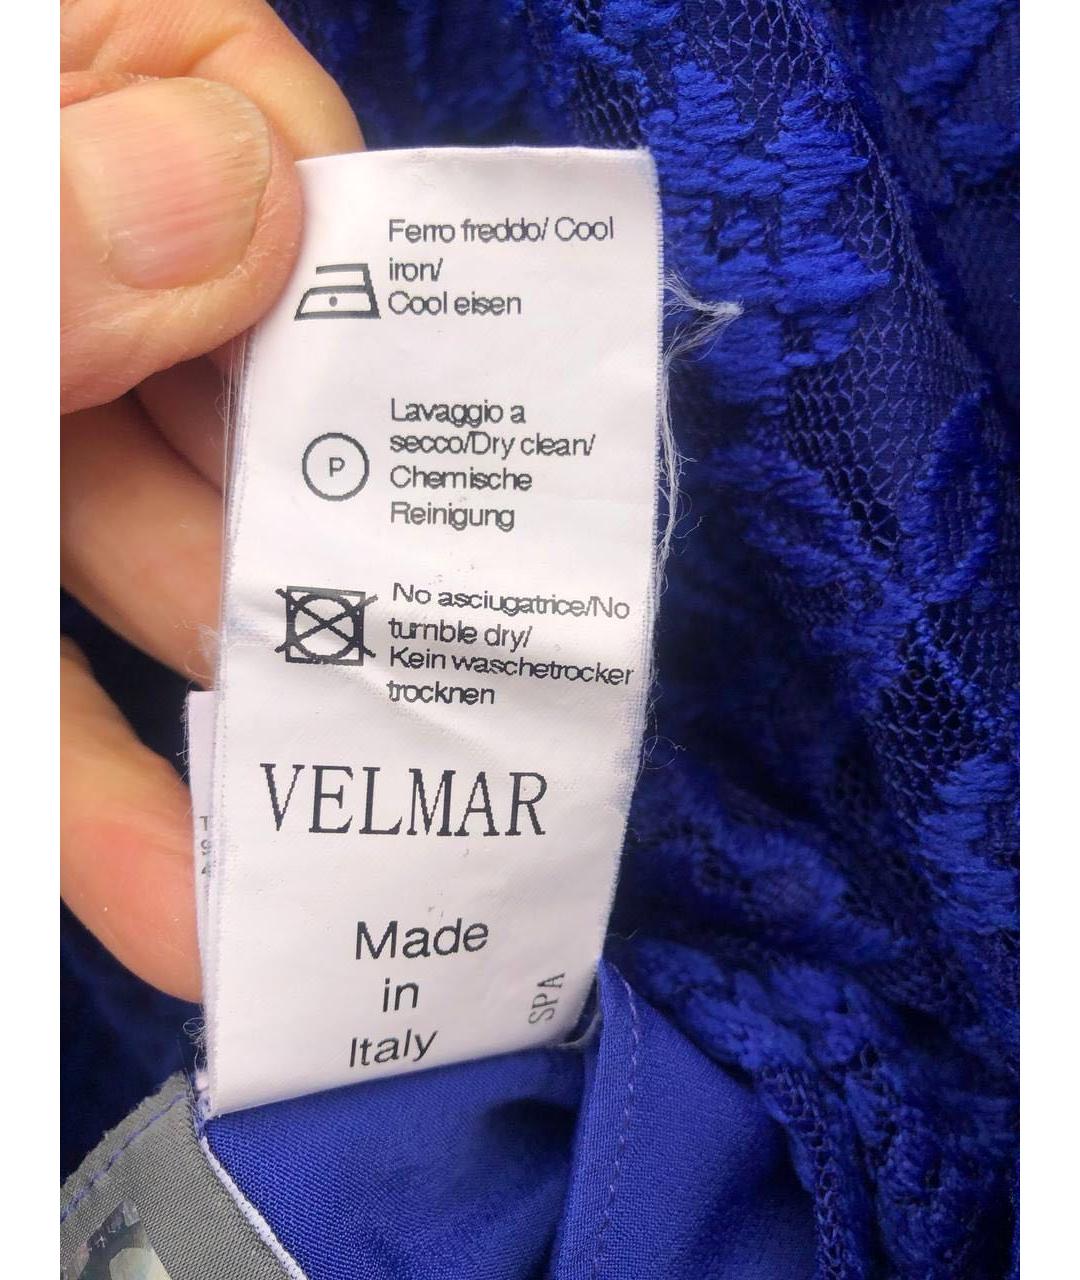 Ferro freddo/ Cool
iron/
Cool eisen
Lavaggio a
secco/Dry clean/
Chemische
Reinigung
P
No asciugatrice/No
tumble dry/
Kein waschetrocker
trocknen
VELMAR
Made
in
Italy
SPA